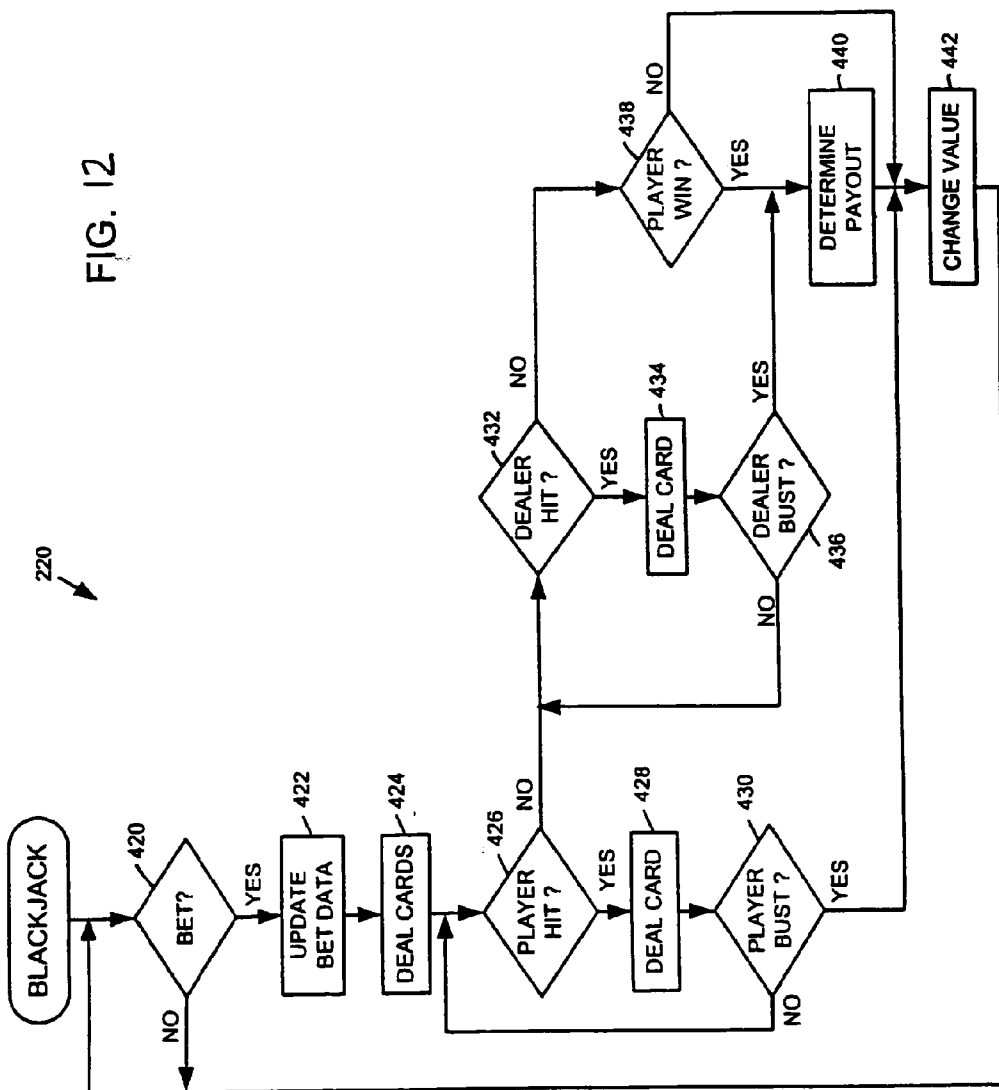 FIG. 12
220
BLACKJACK
420
BET?
NO
YES
422
UPDATE
BET DATA
424
DEAL CARDS
426
PLAYER
HIT ?
NO
YES
428
DEAL CARD
430
PLAYER
BUST ?
NO
YES
432
DEALER
HIT ?
NO
YES
434
DEAL CARD
DEALER
BUST ?
436
NO
YES
438
PLAYER
WIN ?
NO
YES
440
DETERMINE
PAYOUT
442
CHANGE VALUE